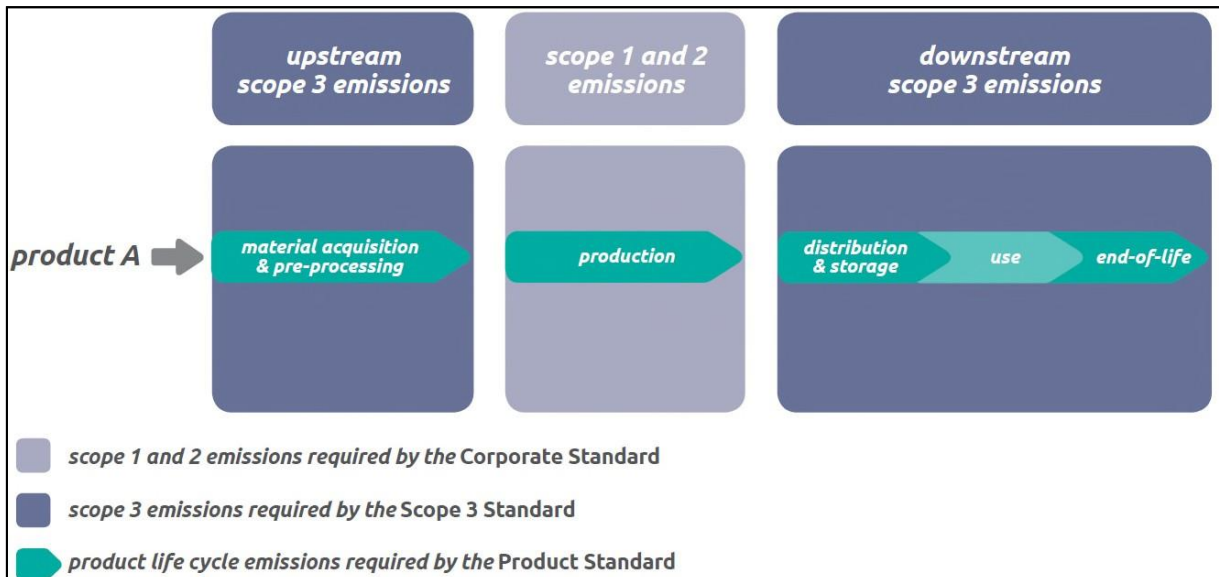 upstream
scope 3 emissions
scope 1 and 2
emissions
downstream
scope 3 emissions
product A
material acquisition
& pre-processing
production
distribution
& storage
use
end-of-life
scope 1 and 2 emissions required by the Corporate Standard
scope 3 emissions required by the Scope 3 Standard
product life cycle emissions required by the Product Standard